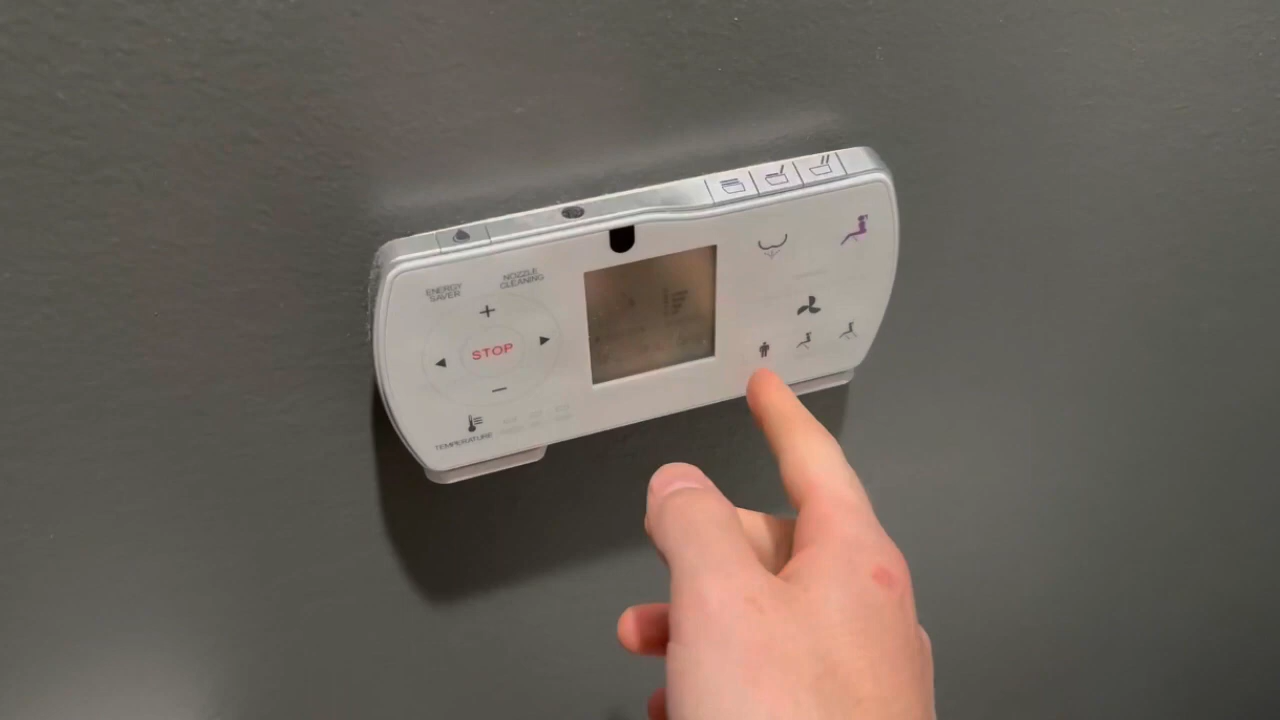 ENERGY
SAVER
NOZZLE
CLEANING
+
STOP
−
TEMPERATURE